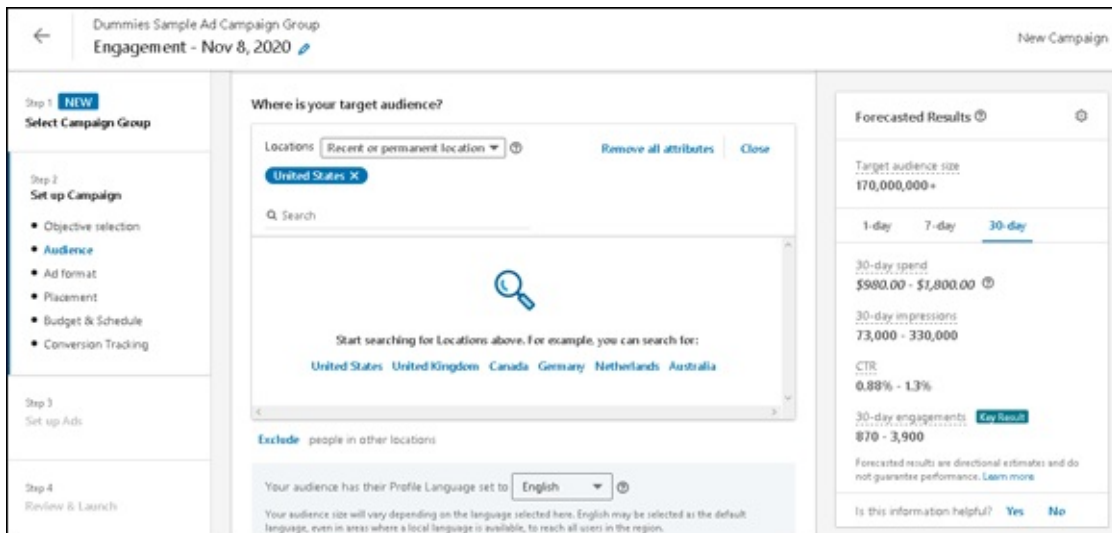 Dummies Sample Ad Campaign Group
Engagement - Nov 8, 2020
New Campaign
Step 1 NEW
Select Campaign Group
Step 2
Set up Campaign
Objective selection
Audience
Ad format
Placement
Budget & Schedule
Conversion Tracking
Step 3
Set up Ads
Step 4
Review & Launch
Where is your target audience?
Locations Recent or permanent location
Remove all attributes Close
United States X
Search
Start searching for Locations above. For example, you can search for:
United States United Kingdom Canada Germany Netherlands Australia
Exclude people in other locations
Your audience has their Profile Language set to English
Your audience size will vary depending on the language selected here. English may be selected as the default
language, even in areas where a local language is available, to reach all users in the region.
Forecasted Results
Target audience size
170,000,000+
1-day 7-day 30-day
30-day spend
$980.00 - $1,800.00
30-day impressions
73,000 - 330,000
CTR
0.88% - 1.3%
30-day engagements Key Result
870 - 3,900
Forecasted results are directional estimates and do
not guarantee performance. Learn more
Is this information helpful? Yes No